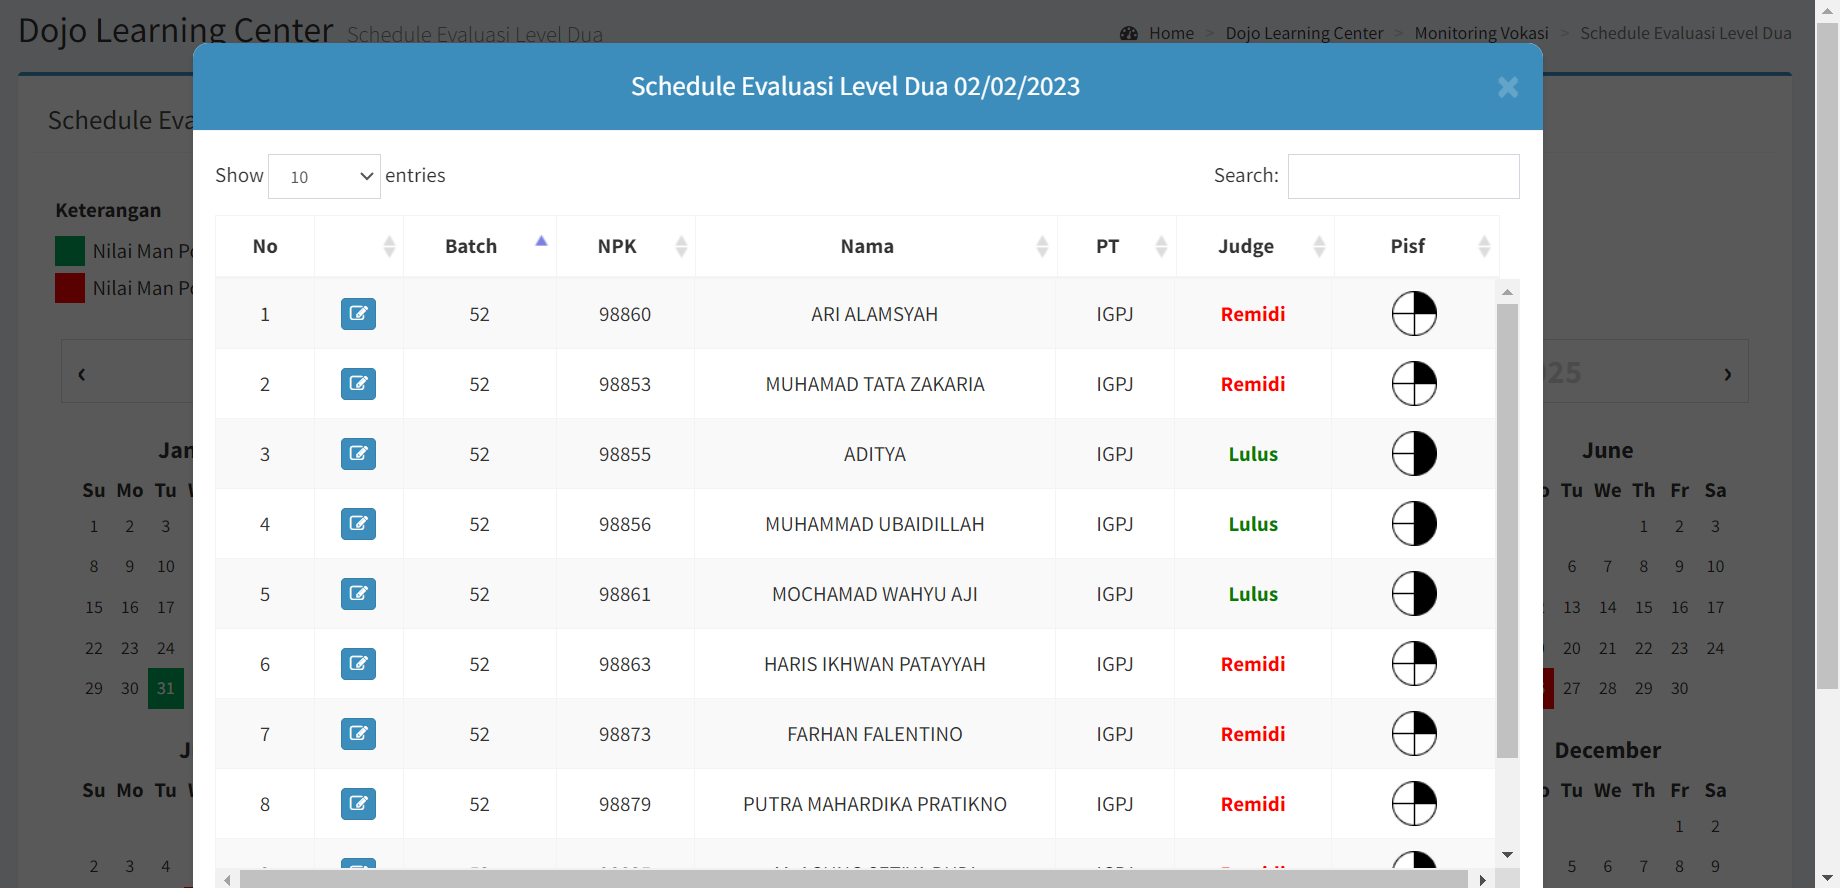 Dojo Learning Center Schedule Evaluasi Level Dua
Home > Dojo Learning Center > Monitoring Vokasi > Schedule Evaluasi Level Dua
Schedule Evaluasi Level Dua 02/02/2023 ×
Schedule
Show 10 entries
Search:
Keterangan
Nilai Man
Nilai Man
No Batch NPK Nama PT Judge Pisf
1 52 98860 ARI ALAMSYAH IGPJ Remidi
2 52 98853 MUHAMAD TATA ZAKARIA IGPJ Remidi
3 52 98855 ADITYA IGPJ Lulus
4 52 98856 MUHAMMAD UBAIDILLAH IGPJ Lulus
5 52 98861 MOCHAMAD WAHYU AJI IGPJ Lulus
6 52 98863 HARIS IKHWAN PATAYYAH IGPJ Remidi
7 52 98873 FARHAN FALENTINO IGPJ Remidi
8 52 98879 PUTRA MAHARDIKA PRATIKNO IGPJ Remidi
‹ 25 ›
Jan
Su Mo Tu
1 2 3
8 9 10
15 16 17
22 23 24
29 30 31
June
Tu We Th Fr Sa
1 2 3
6 7 8 9 10
13 14 15 16 17
20 21 22 23 24
27 28 29 30
J
Su Mo Tu
2 3 4
December
Tu We Th Fr Sa
1 2
5 6 7 8 9